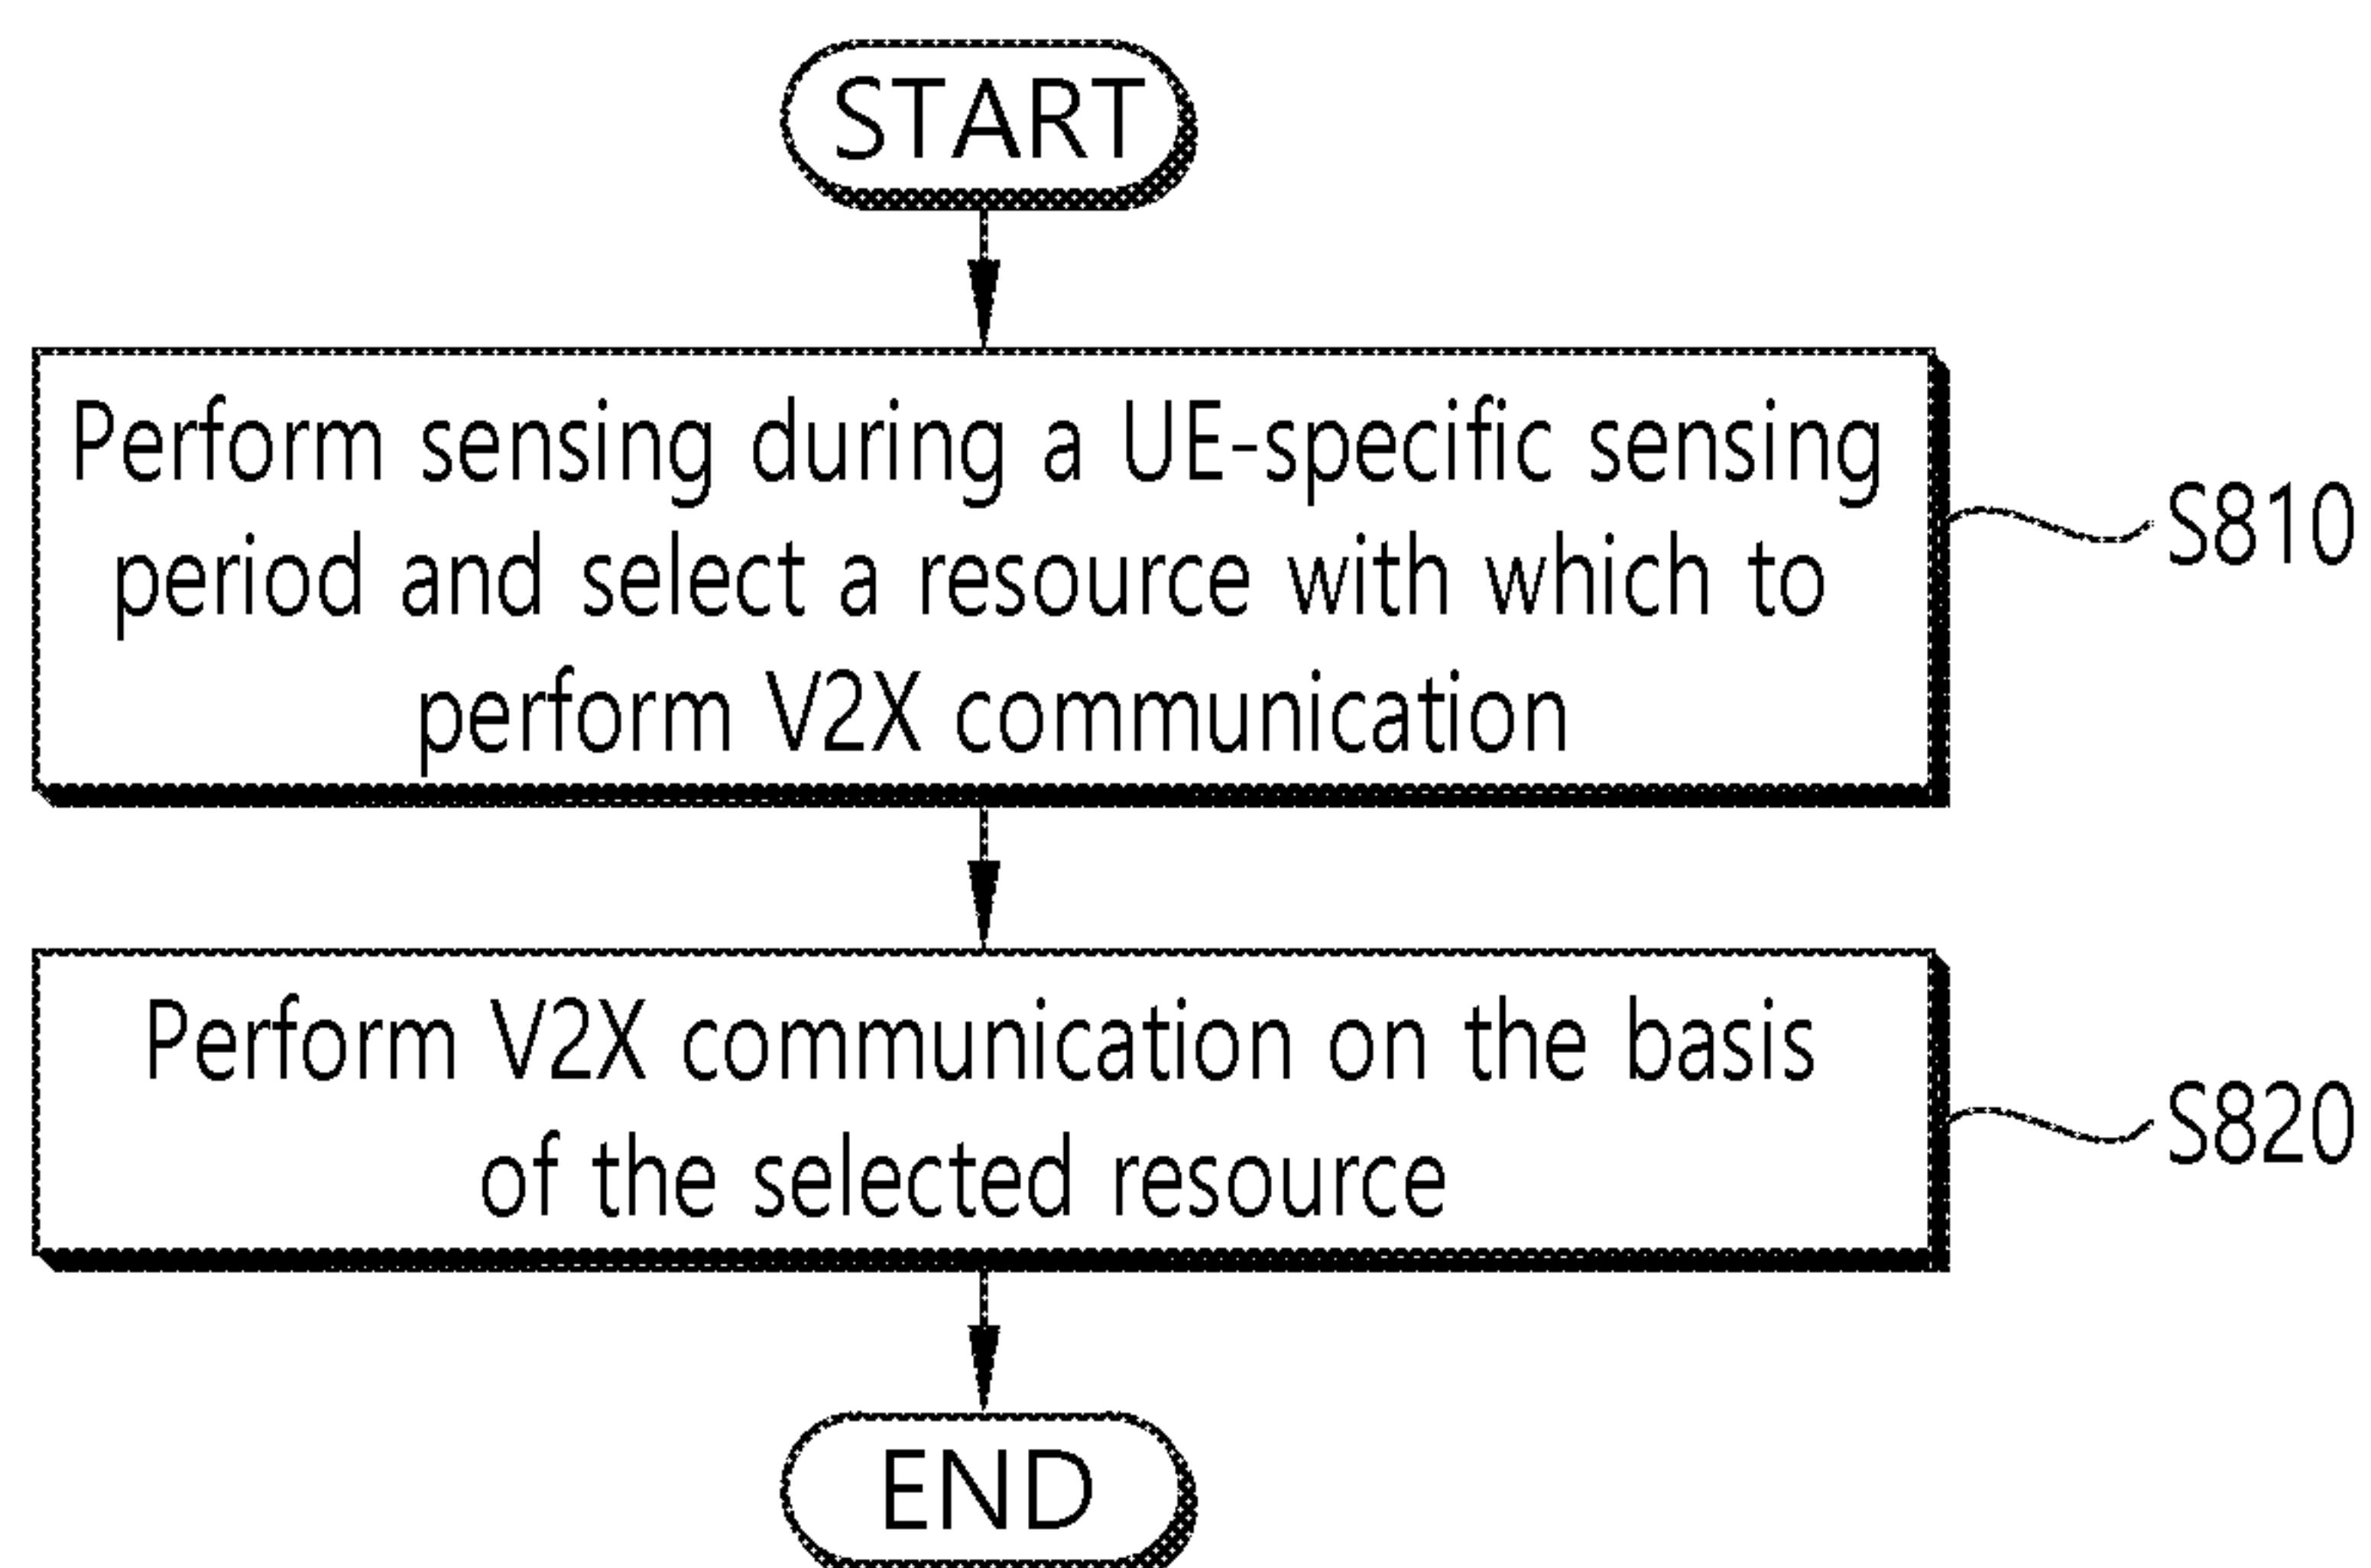 START
Perform sensing during a UE-specific sensing
period and select a resource with which to
perform V2X communication
S810
Perform V2X communication on the basis
of the selected resource
S820
END